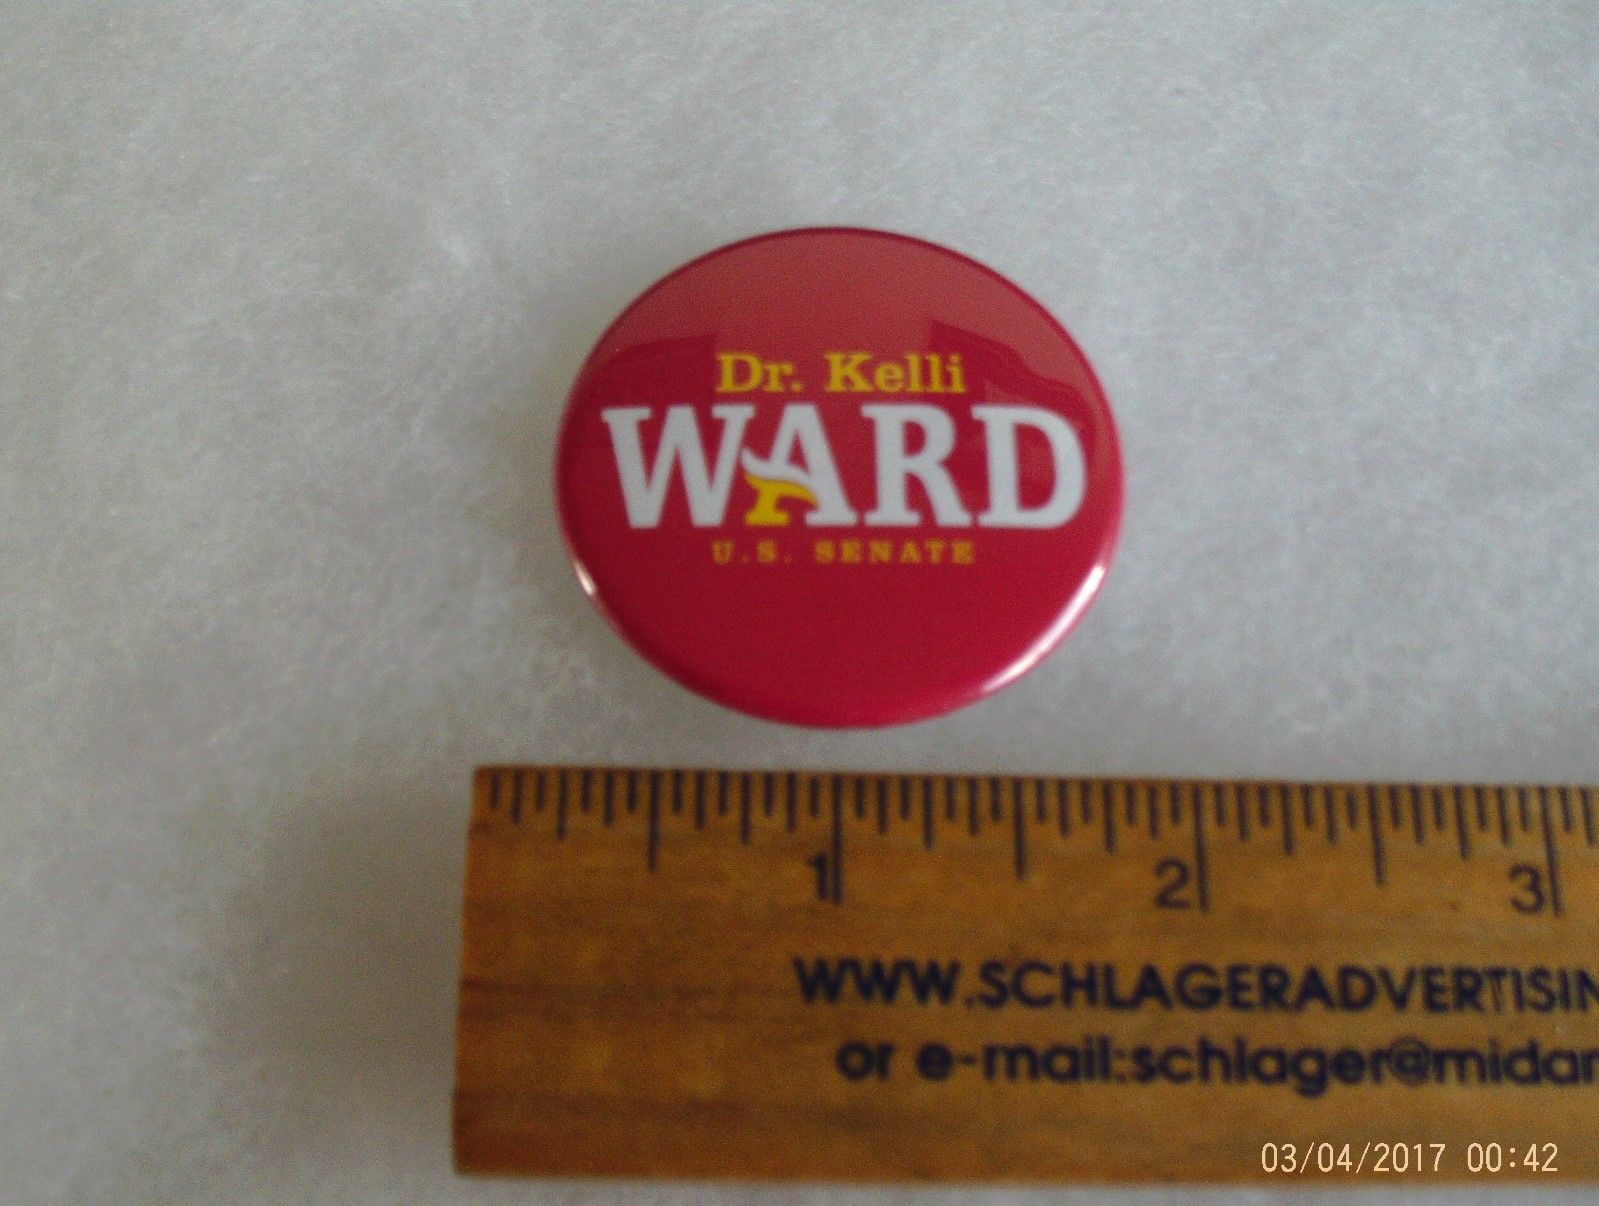 Dr. Kelli
WARD
U.S. SENATE
1 2 3
WWW.SCHLAGERADVERTISIN
or e-mail:schlager@midar
03/04/2017 00:42